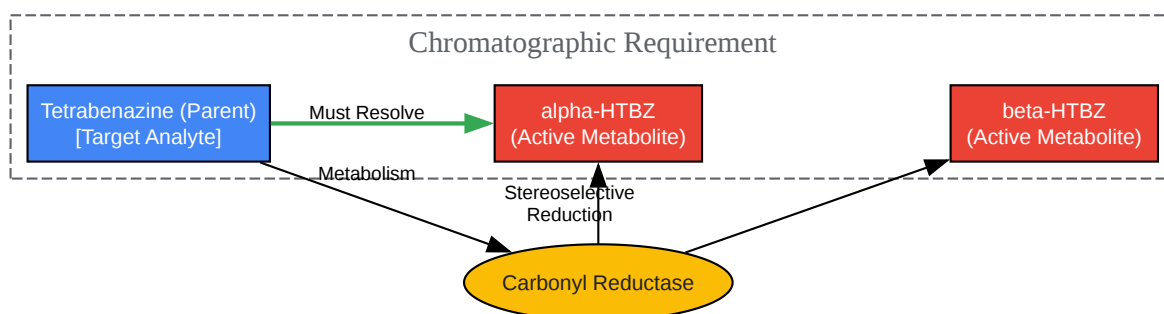 Chromatographic Requirement
Tetrabenazine (Parent)
[Target Analyte]
Must Resolve
alpha-HTBZ
(Active Metabolite)
beta-HTBZ
(Active Metabolite)
Metabolism
Stereoselective
Reduction
Carbonyl Reductase